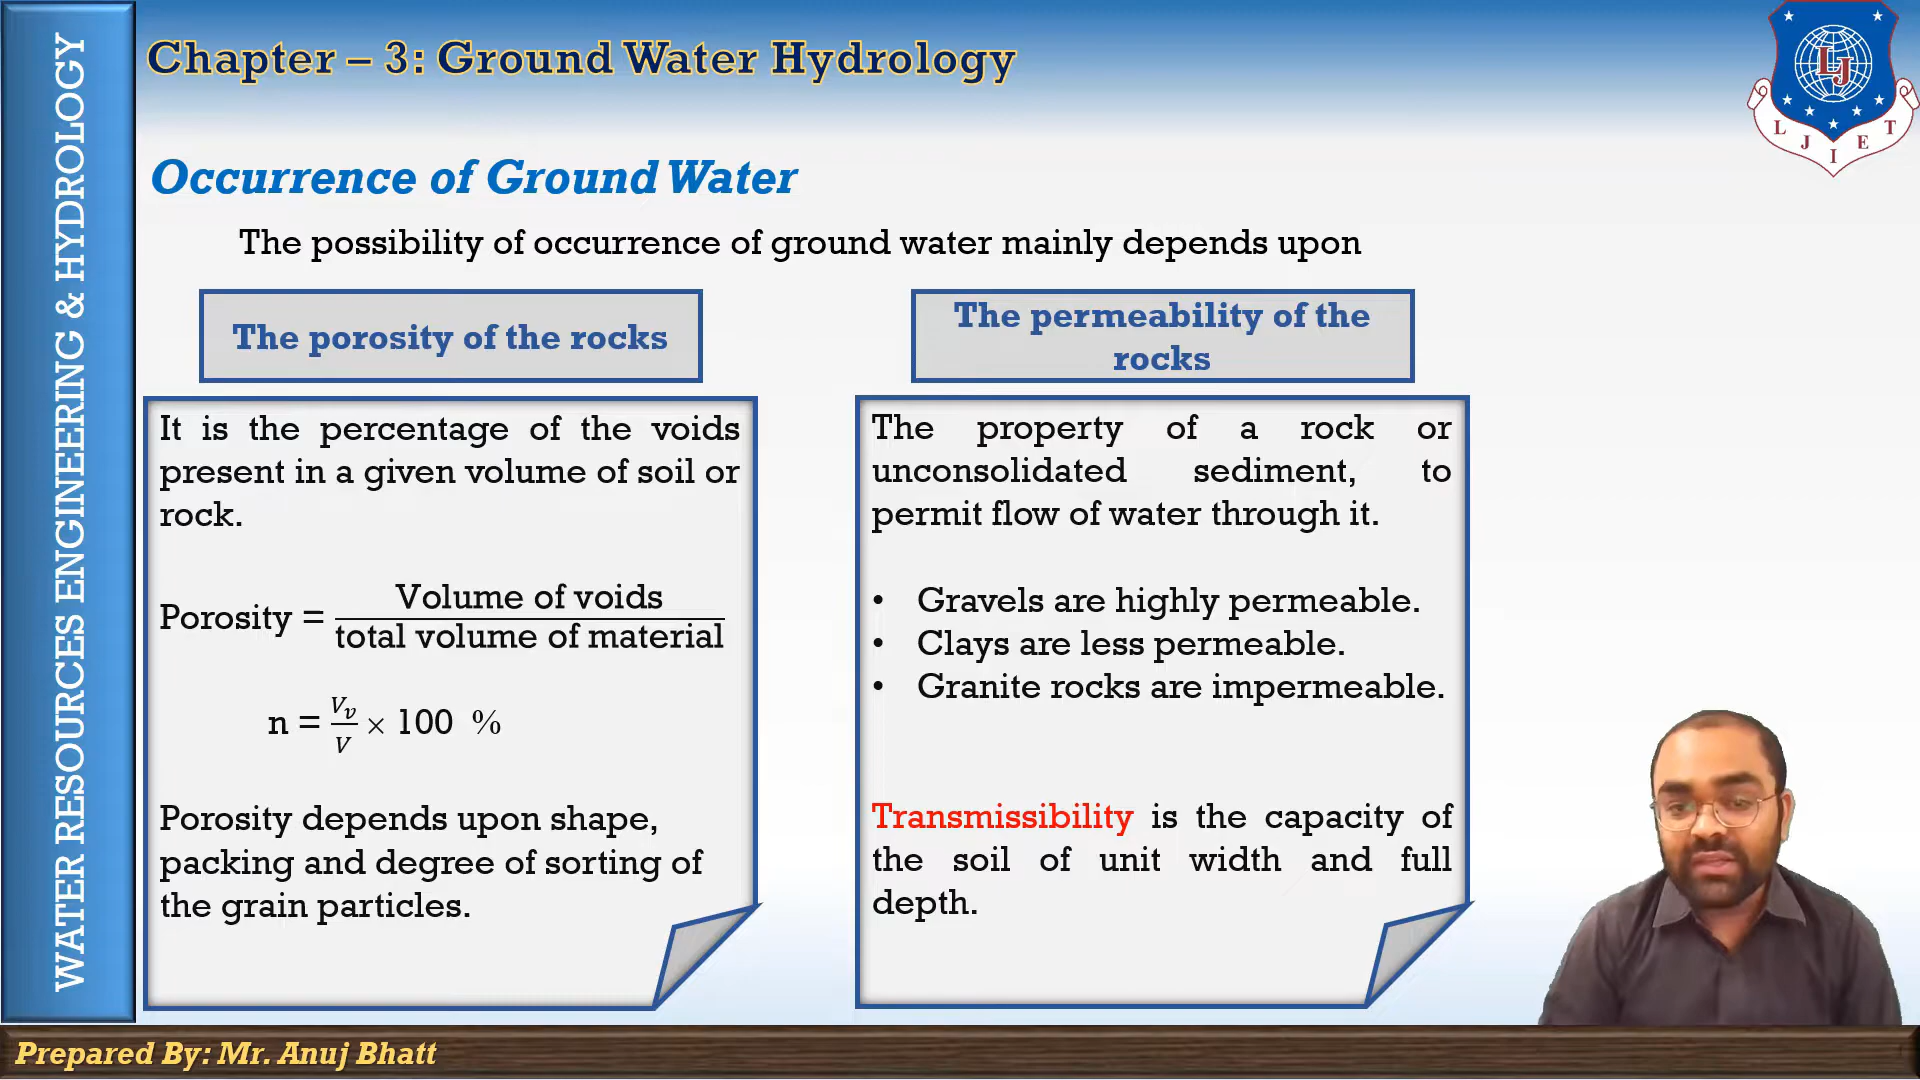 WATER RESOURCES ENGINEERING & HYDROLOGY
Chapter – 3: Ground Water Hydrology
LJ
L J I E T
Occurrence of Ground Water
The possibility of occurrence of ground water mainly depends upon
The porosity of the rocks
It is the percentage of the voids
present in a given volume of soil or
rock.
Porosity = Volume of voids / total volume of material
n = V_v / V × 100 %
Porosity depends upon shape,
packing and degree of sorting of
the grain particles.
The permeability of the
rocks
The property of a rock or
unconsolidated sediment, to
permit flow of water through it.
• Gravels are highly permeable.
• Clays are less permeable.
• Granite rocks are impermeable.
Transmissibility is the capacity of
the soil of unit width and full
depth.
Prepared By: Mr. Anuj Bhatt